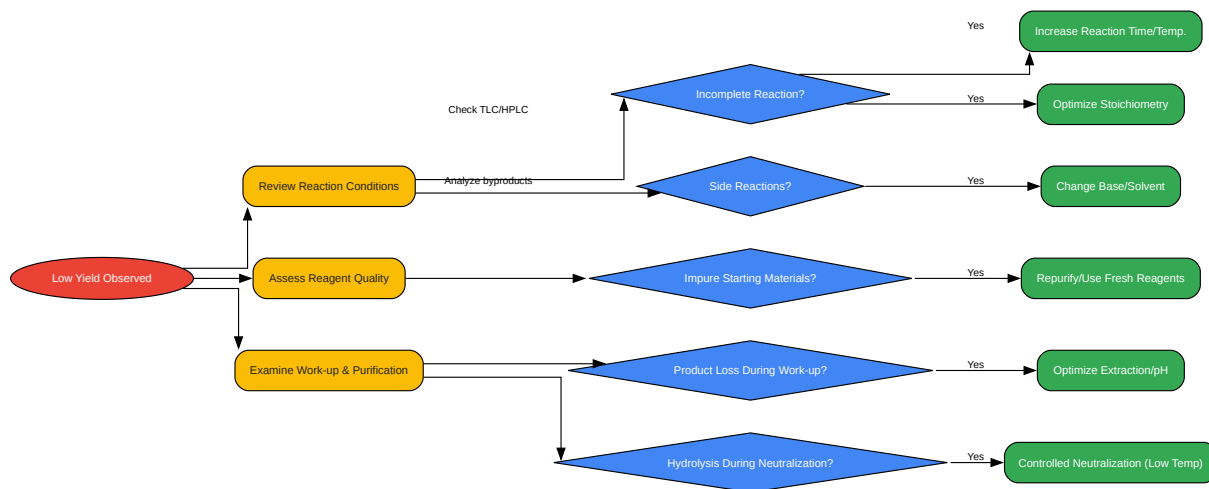 Yes
Increase Reaction Time/Temp.
Incomplete Reaction?
Check TLC/HPLC
Yes
Optimize Stoichiometry
Review Reaction Conditions
Analyze byproducts
Side Reactions?
Yes
Change Base/Solvent
Low Yield Observed
Assess Reagent Quality
Impure Starting Materials?
Yes
Repurify/Use Fresh Reagents
Examine Work-up & Purification
Product Loss During Work-up?
Yes
Optimize Extraction/pH
Hydrolysis During Neutralization?
Yes
Controlled Neutralization (Low Temp)